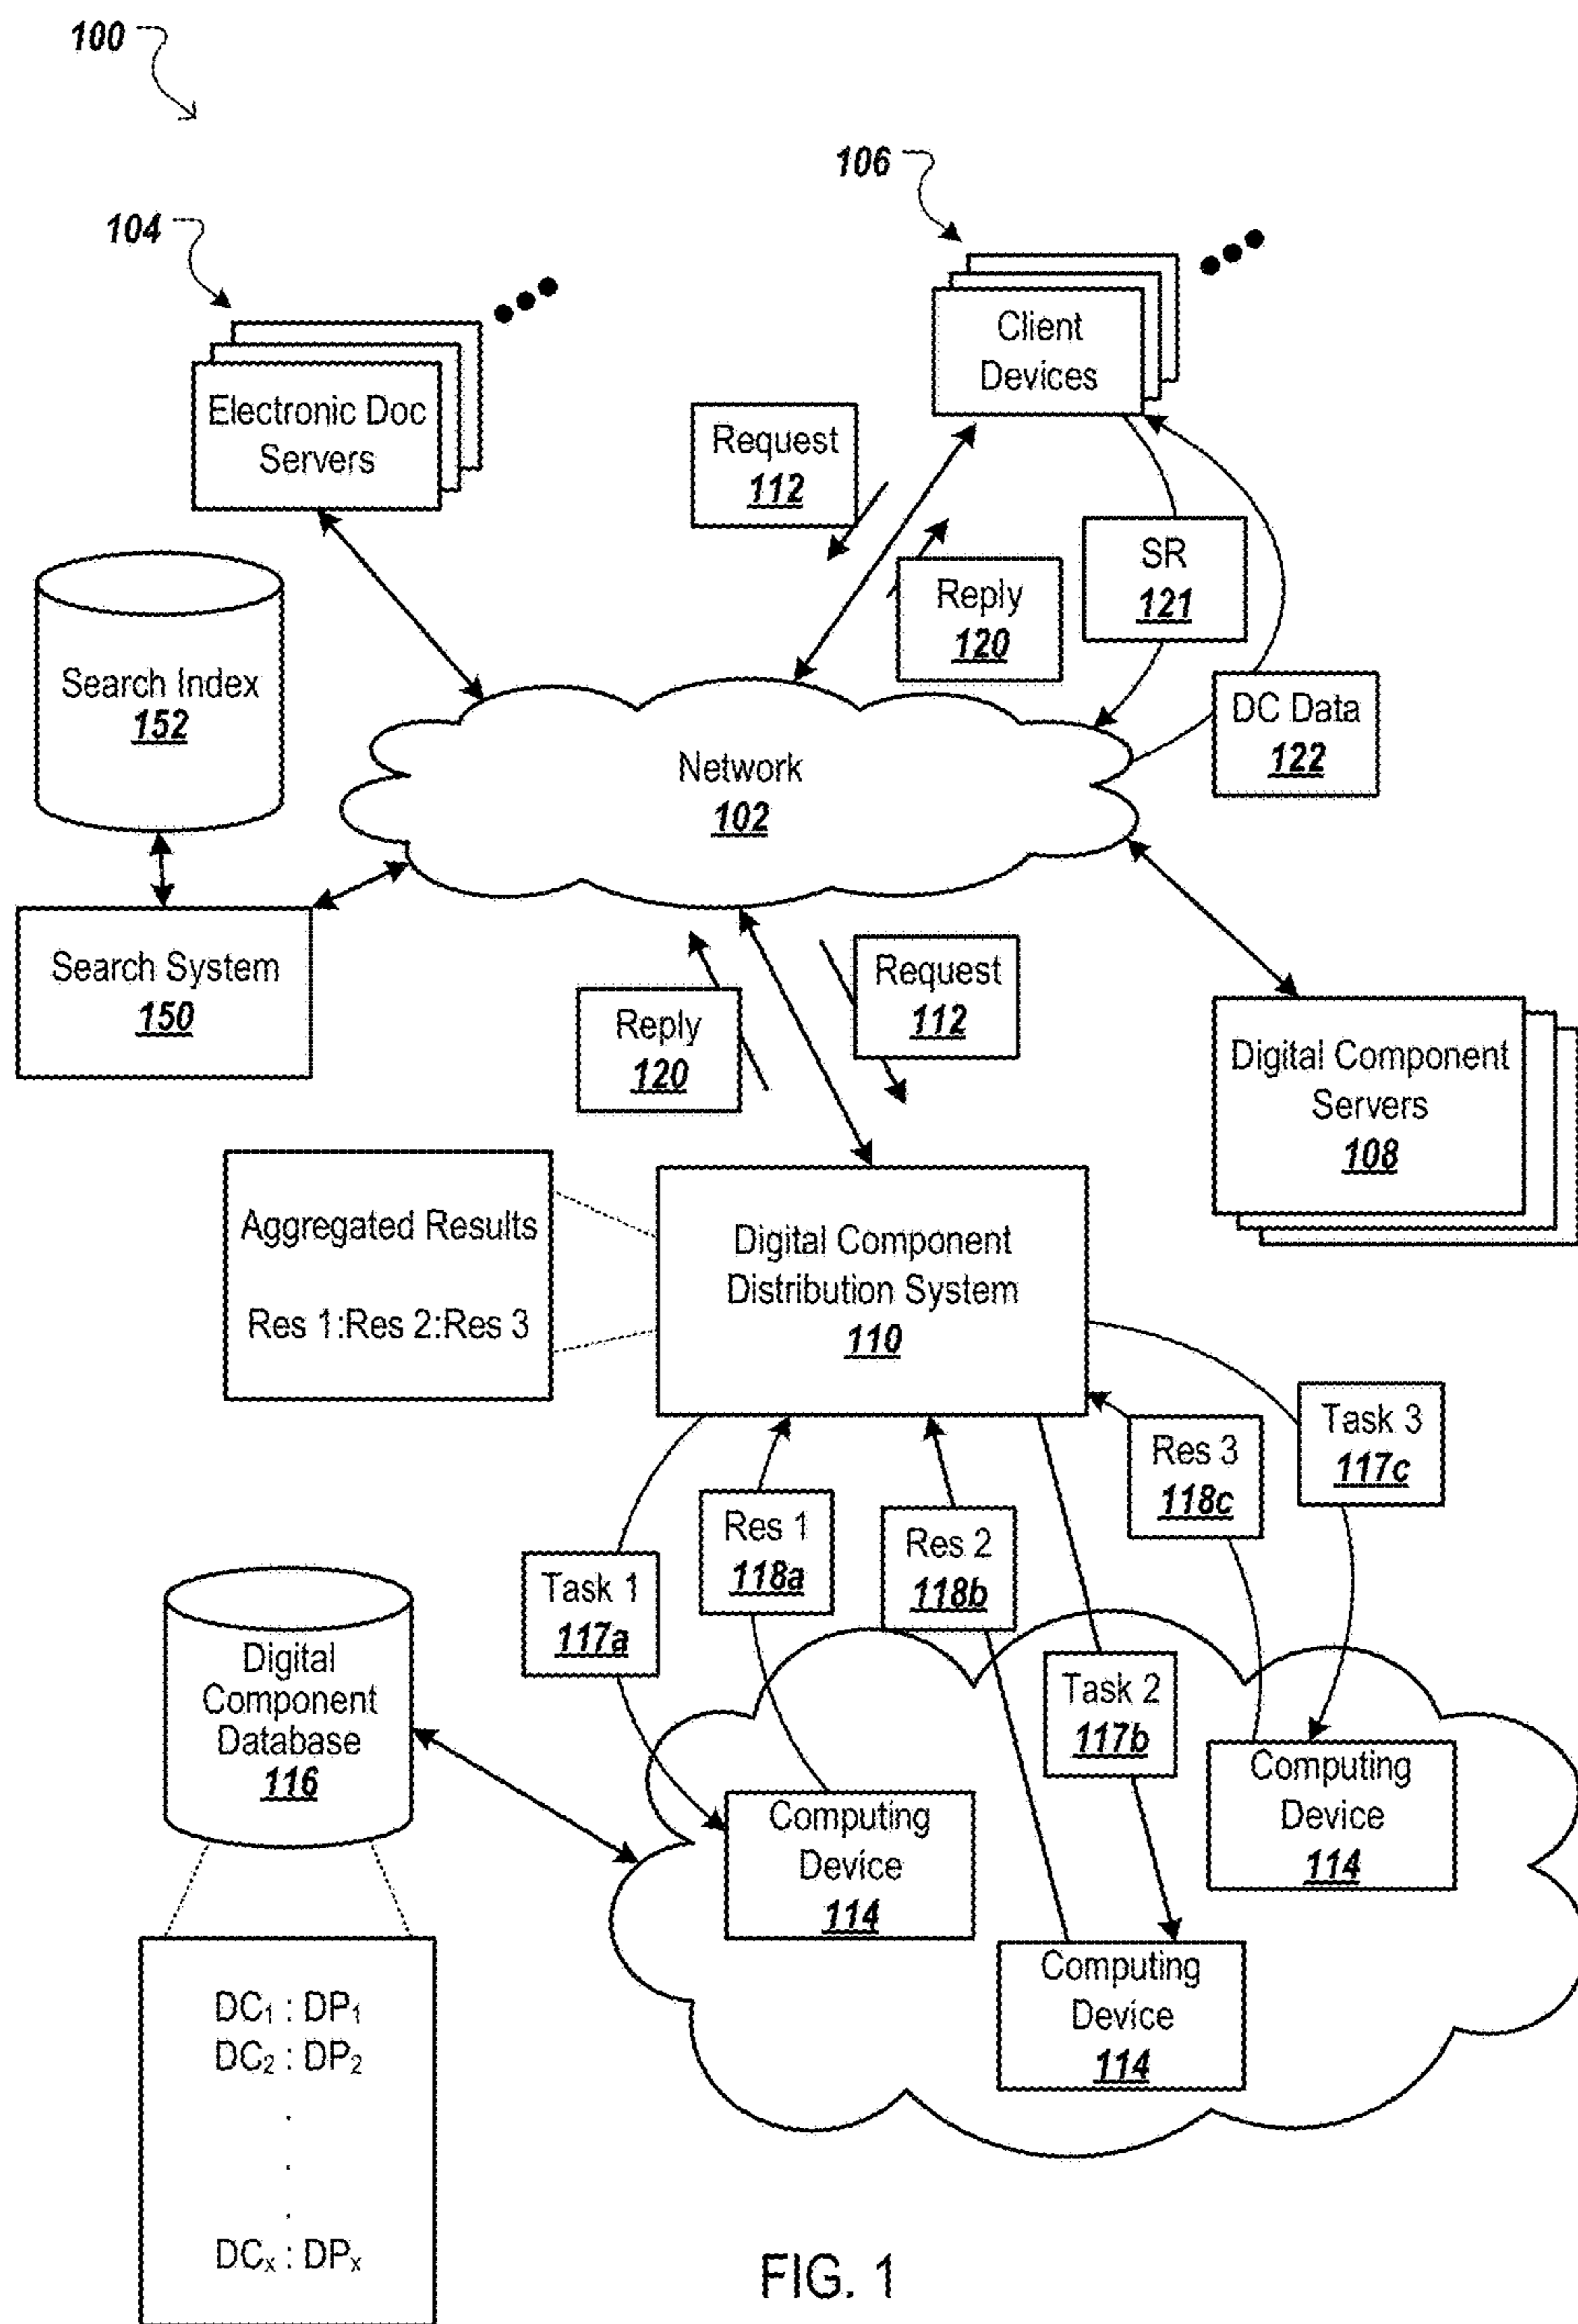 100
106
104
Client
Devices
Electronic Doc
Servers
Request
112
SR
121
Reply
120
Search Index
152
DC Data
122
Network
102
Search System
150
Request
112
Reply
120
Digital Component
Servers
108
Aggregated Results
Res 1:Res 2:Res 3
Digital Component
Distribution System
110
Task 3
117c
Res 3
118c
Res 1
118a
Res 2
118b
Task 1
117a
Digital
Component
Database
116
Task 2
117b
Computing
Device
114
Computing
Device
114
Computing
Device
114
DC₁ : DP₁
DC₂ : DP₂
.
.
.
DCₓ : DPₓ
FIG. 1